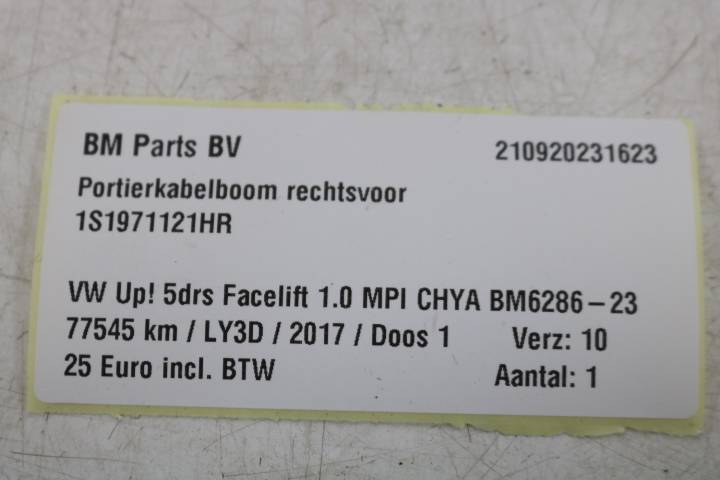 BM Parts BV 210920231623
Portierkabelboom rechtsvoor
1S1971121HR
VW Up! 5drs Facelift 1.0 MPI CHYA BM6286-23
77545 km / LY3D / 2017 / Doos 1 Verz: 10
25 Euro incl. BTW Aantal: 1